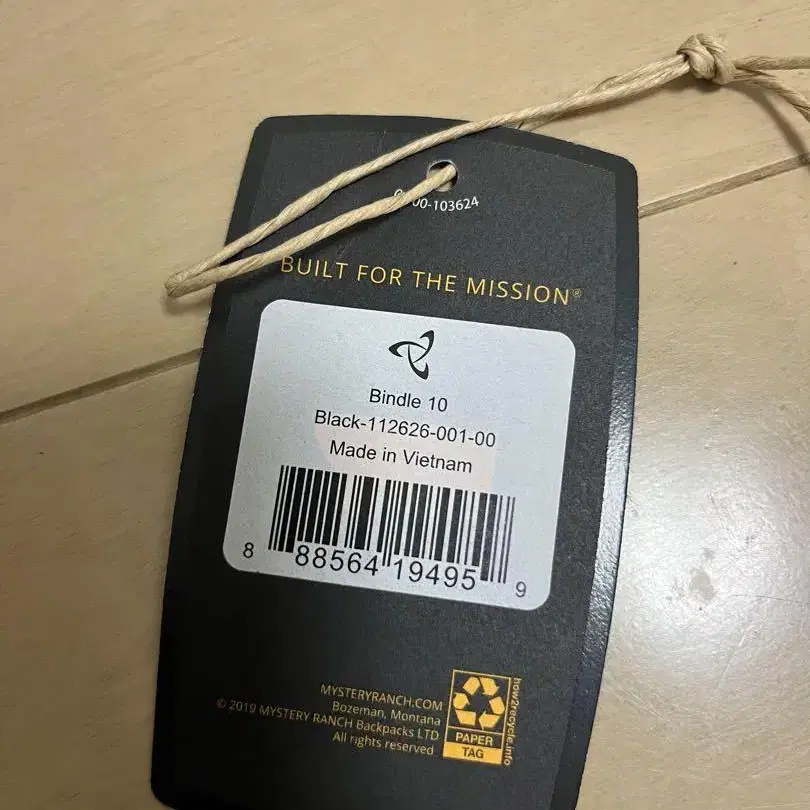 00-103624
BUILT FOR THE MISSION®
Bindle 10
Black-112626-001-00
Made in Vietnam
8 88564 19495 9
MYSTERYRANCH.COM
Bozeman, Montana
© 2019 MYSTERY RANCH Backpacks LTD
All rights reserved
how2recycle.info
PAPER
TAG